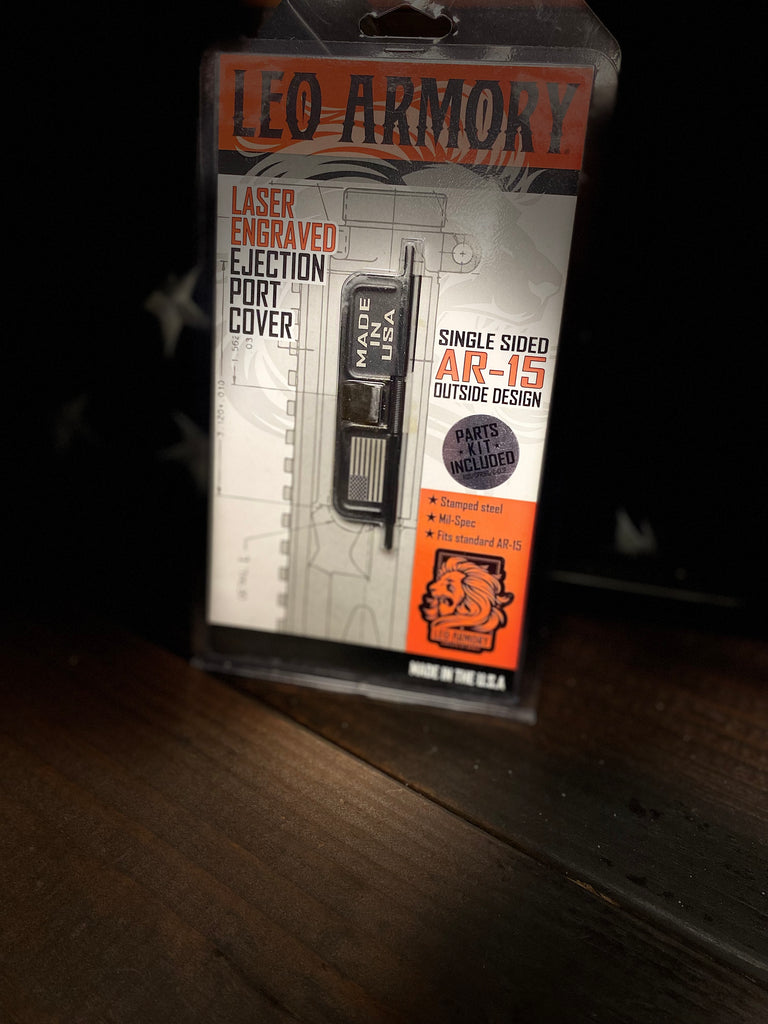 LEO ARMORY
LASER
ENGRAVED
EJECTION
PORT
COVER
MADE
IN
USA
SINGLE SIDED
AR-15
OUTSIDE DESIGN
PARTS
KIT
INCLUDED
★ Stamped steel
★ Mil-Spec
★ Fits standard AR-15
LEO ARMORY
MADE IN THE U.S.A